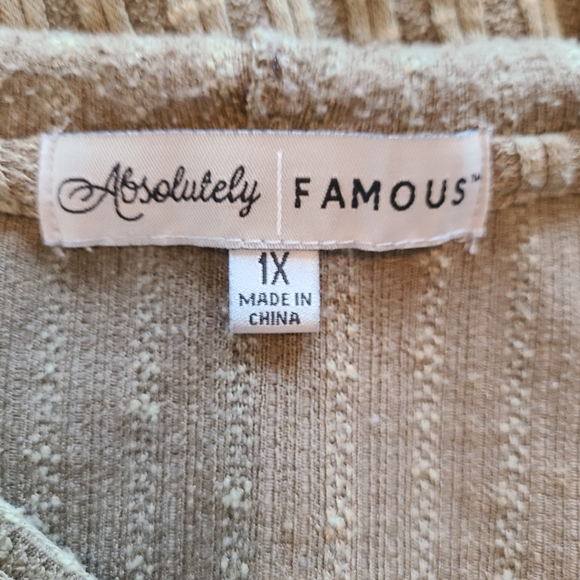 Absolutely | FAMOUS™
1X
MADE IN
CHINA